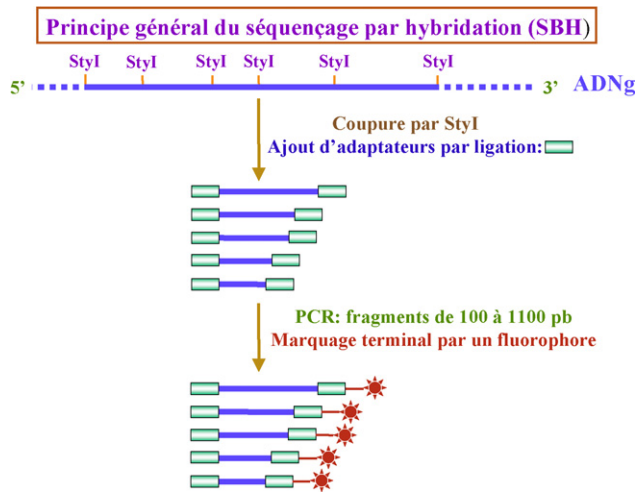 Principe général du séquençage par hybridation (SBH)
StyI StyI StyI StyI StyI StyI
5' 3' ADNg
Coupure par StyI
Ajout d'adaptateurs par ligation:
PCR: fragments de 100 à 1100 pb
Marquage terminal par un fluorophore